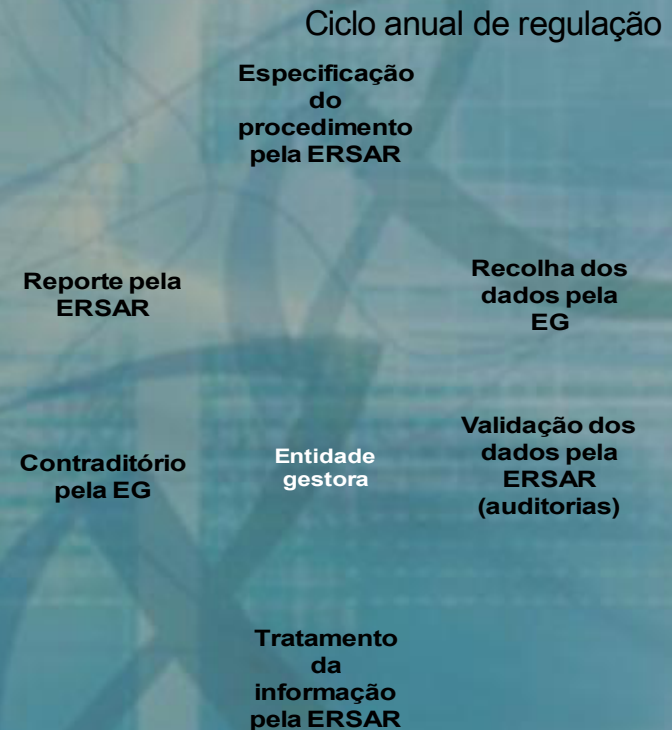 Ciclo anual de regulação
Especificação
do
procedimento
pela ERSAR
Recolha dos
dados pela
EG
Validação dos
dados pela
ERSAR
(auditorias)
Tratamento
da
informação
pela ERSAR
Contraditório
pela EG
Reporte pela
ERSAR
Entidade
gestora